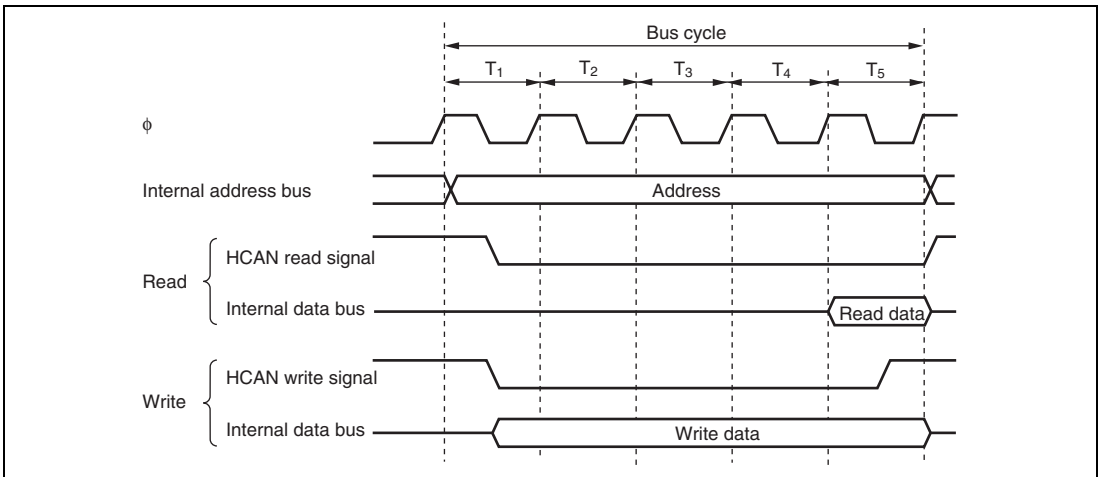 Bus cycle
T1 T2 T3 T4 T5
ϕ
Internal address bus Address
Read HCAN read signal
Internal data bus Read data
Write HCAN write signal
Internal data bus Write data